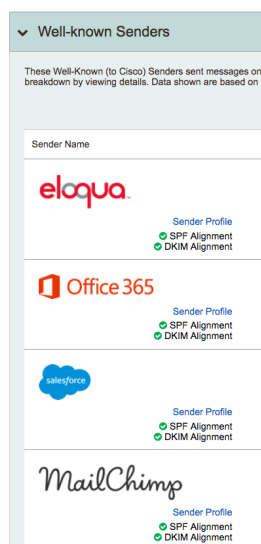 Well-known Senders
These Well-Known (to Cisco) Senders sent messages on
breakdown by viewing details. Data shown are based on
Sender Name
eloqua
Sender Profile
SPF Alignment
DKIM Alignment
Office 365
Sender Profile
SPF Alignment
DKIM Alignment
salesforce
Sender Profile
SPF Alignment
DKIM Alignment
MailChimp
Sender Profile
SPF Alignment
DKIM Alignment